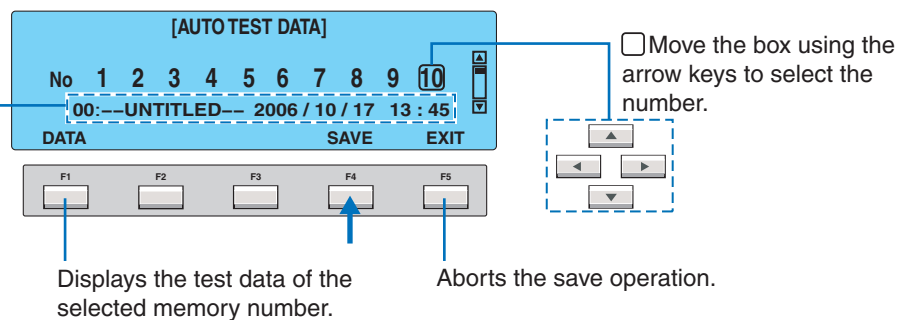 [AUTO TEST DATA]
No 1 2 3 4 5 6 7 8 9 10
00:--UNTITLED-- 2006 / 10 / 17 13 : 45
DATA SAVE EXIT
F1 F2 F3 F4 F5
Displays the test data of the
selected memory number.
Aborts the save operation.
Move the box using the
arrow keys to select the
number.